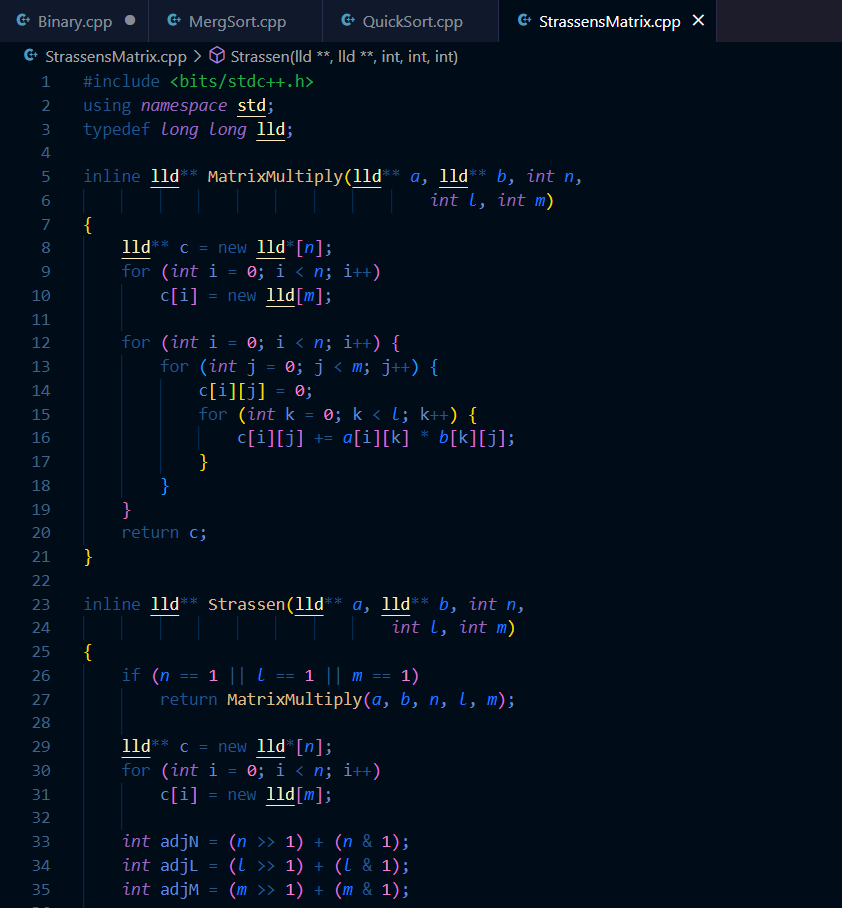 Binary.cpp MergSort.cpp QuickSort.cpp StrassensMatrix.cpp
StrassensMatrix.cpp > Strassen(lld **, lld **, int, int, int)
1 #include <bits/stdc++.h>
2 using namespace std;
3 typedef long long lld;
4
5 inline lld** MatrixMultiply(lld** a, lld** b, int n,
6 int l, int m)
7 {
8 lld** c = new lld*[n];
9 for (int i = 0; i < n; i++)
10 c[i] = new lld[m];
11
12 for (int i = 0; i < n; i++) {
13 for (int j = 0; j < m; j++) {
14 c[i][j] = 0;
15 for (int k = 0; k < l; k++) {
16 c[i][j] += a[i][k] * b[k][j];
17 }
18 }
19 }
20 return c;
21 }
22
23 inline lld** Strassen(lld** a, lld** b, int n,
24 int l, int m)
25 {
26 if (n == 1 || l == 1 || m == 1)
27 return MatrixMultiply(a, b, n, l, m);
28
29 lld** c = new lld*[n];
30 for (int i = 0; i < n; i++)
31 c[i] = new lld[m];
32
33 int adjN = (n >> 1) + (n & 1);
34 int adjL = (l >> 1) + (l & 1);
35 int adjM = (m >> 1) + (m & 1);